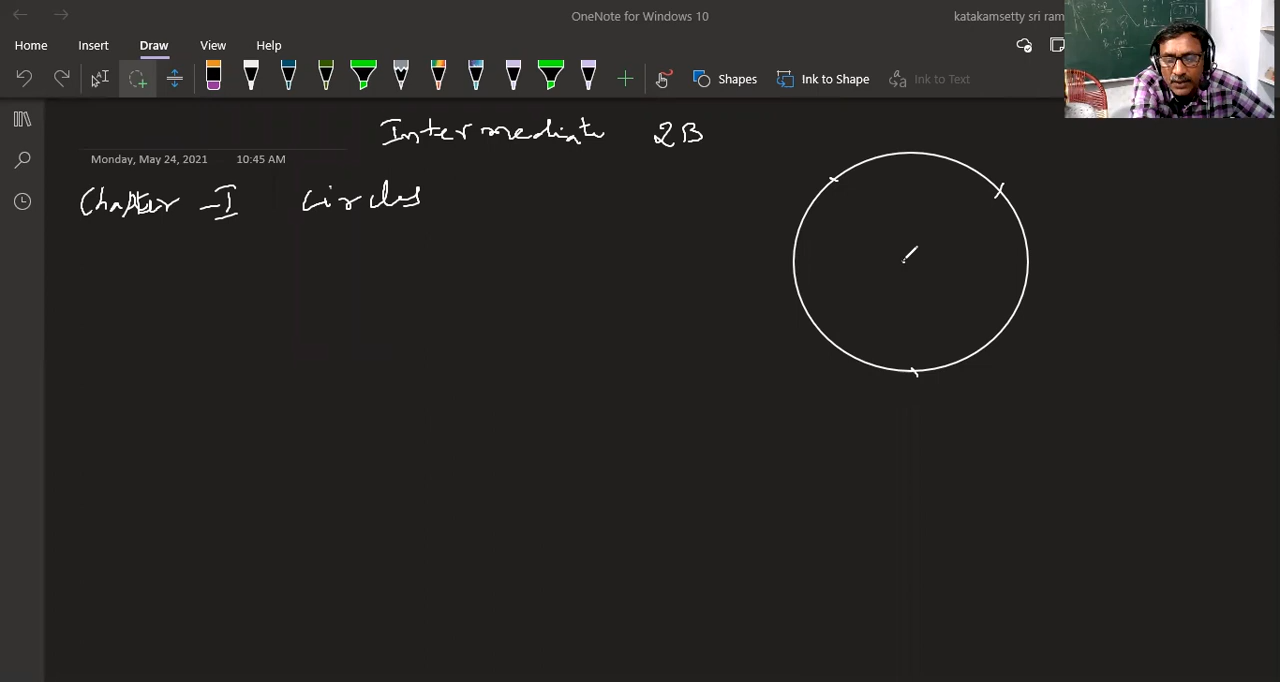 OneNote for Windows 10
katakamsetty sri ram
Home Insert Draw View Help
Shapes Ink to Shape Ink to Text
Intermediate 2B
Monday, May 24, 2021 10:45 AM
Chapter - I Circles